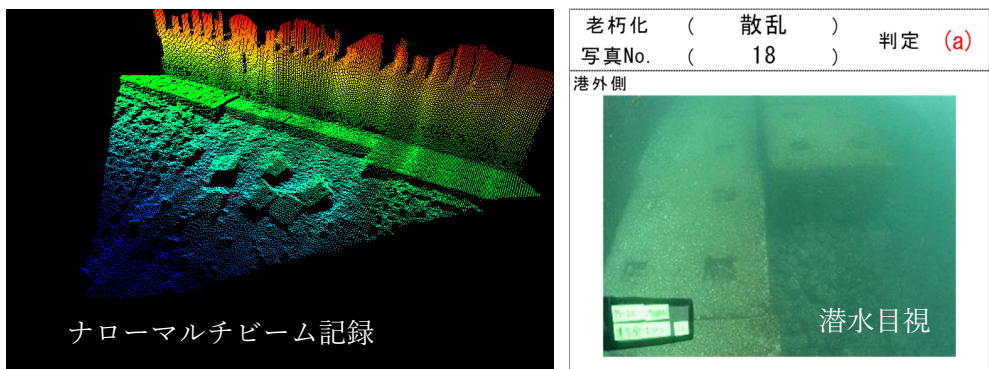 ナローマルチビーム記録
老朽化 ( 散乱 )
写真No. ( 18 )
判定 (a)
港外側
潜水目視